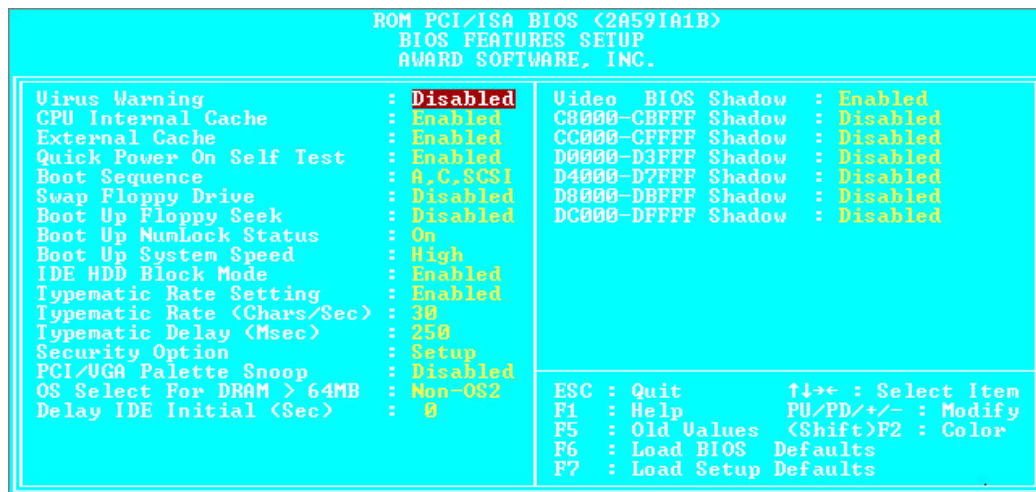 ROM PCI/ISA BIOS (2A59IA1B)
BIOS FEATURES SETUP
AWARD SOFTWARE, INC.
Virus Warning : Disabled
CPU Internal Cache : Enabled
External Cache : Enabled
Quick Power On Self Test : Enabled
Boot Sequence : A,C,SCSI
Swap Floppy Drive : Disabled
Boot Up Floppy Seek : Disabled
Boot Up NumLock Status : On
Boot Up System Speed : High
IDE HDD Block Mode : Enabled
Typematic Rate Setting : Enabled
Typematic Rate (Chars/Sec) : 30
Typematic Delay (Msec) : 250
Security Option : Setup
PCI/VGA Palette Snoop : Disabled
OS Select For DRAM > 64MB : Non-OS2
Delay IDE Initial (Sec) : 0
Video BIOS Shadow : Enabled
C8000-CBFFF Shadow : Disabled
CC000-CFFFF Shadow : Disabled
D0000-D3FFF Shadow : Disabled
D4000-D7FFF Shadow : Disabled
D8000-DBFFF Shadow : Disabled
DC000-DFFFF Shadow : Disabled
ESC : Quit ↑↓→← : Select Item
F1 : Help PU/PD/+/- : Modify
F5 : Old Values (Shift)F2 : Color
F6 : Load BIOS Defaults
F7 : Load Setup Defaults